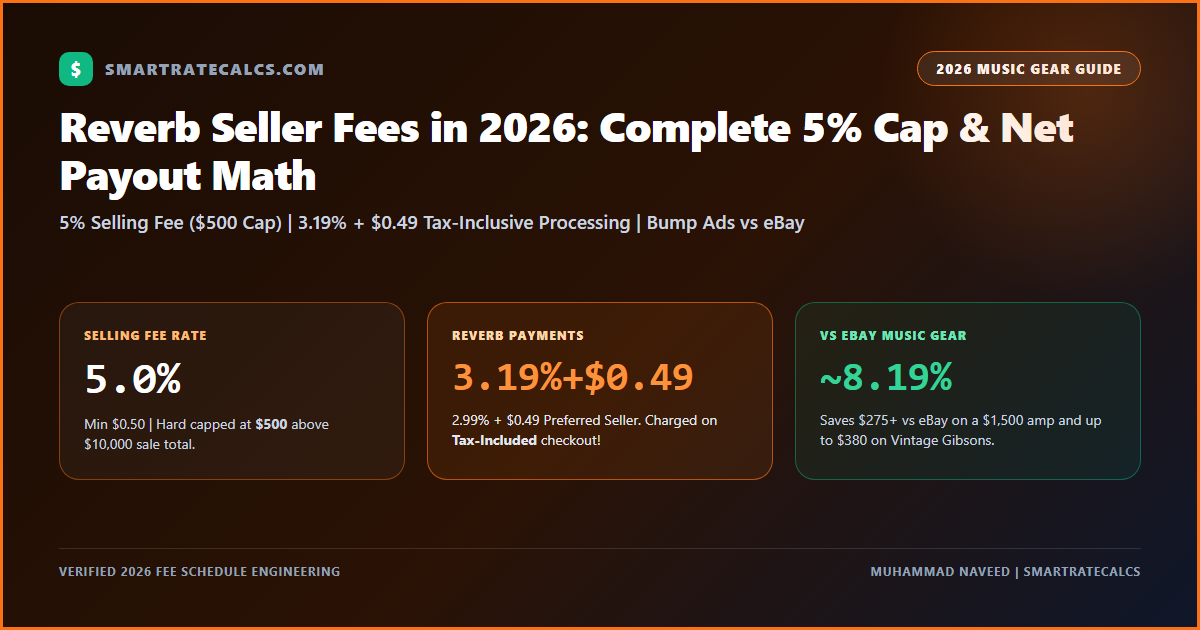 $ SMARTRATECALCS.COM
2026 MUSIC GEAR GUIDE
Reverb Seller Fees in 2026: Complete 5% Cap & Net
Payout Math
5% Selling Fee ($500 Cap) | 3.19% + $0.49 Tax-Inclusive Processing | Bump Ads vs eBay
SELLING FEE RATE
5.0%
Min $0.50 | Hard capped at $500 above
$10,000 sale total.
REVERB PAYMENTS
3.19%+$0.49
2.99% + $0.49 Preferred Seller. Charged on
Tax-Included checkout!
VS EBAY MUSIC GEAR
~8.19%
Saves $275+ vs eBay on a $1,500 amp and up
to $380 on Vintage Gibsons.
VERIFIED 2026 FEE SCHEDULE ENGINEERING
MUHAMMAD NAVEED | SMARTRATECALCS